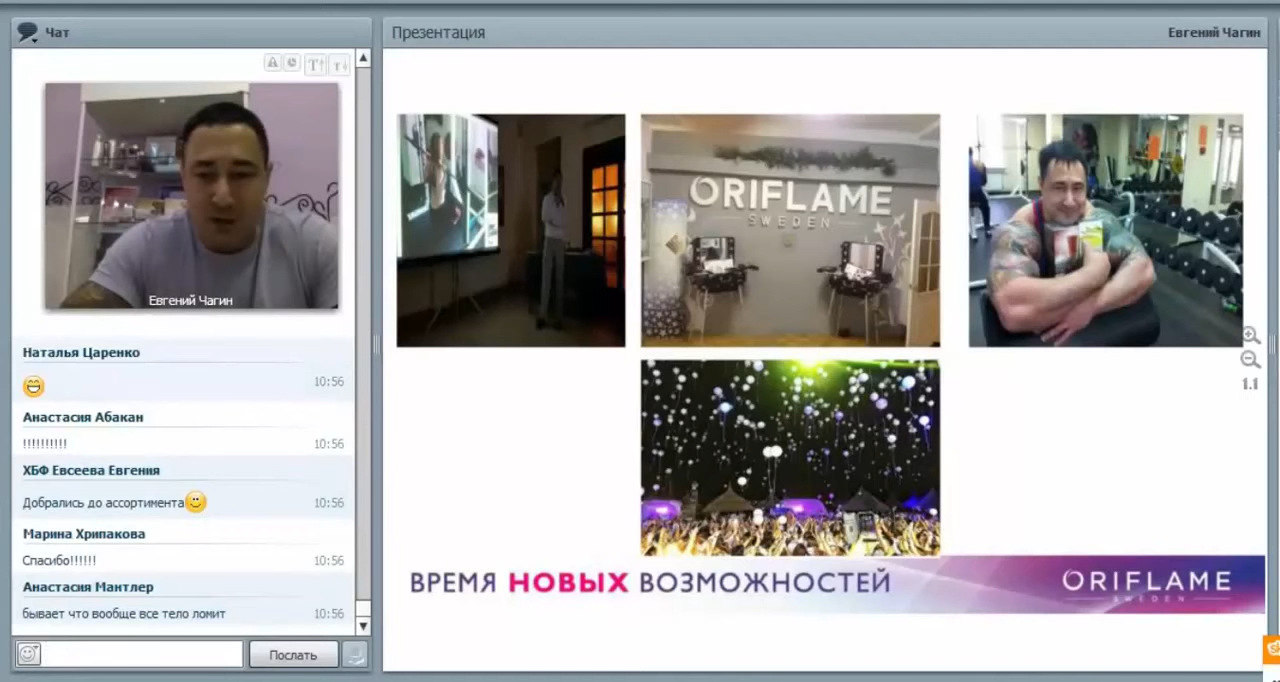 Чат
Евгений Чагин
Наталья Царенко
10:56
Анастасия Абакан
!!!!!!!!!!
10:56
ХБФ Евсеева Евгения
Добрались до ассортимента
10:56
Марина Хрипакова
Спасибо!!!!!!
10:56
Анастасия Мантлер
бывает что вообще все тело ломит
10:56
Послать
Презентация
Евгений Чагин
ORIFLAME
SWEDEN
1.1
ВРЕМЯ НОВЫХ ВОЗМОЖНОСТЕЙ
ORIFLAME
SWEDEN